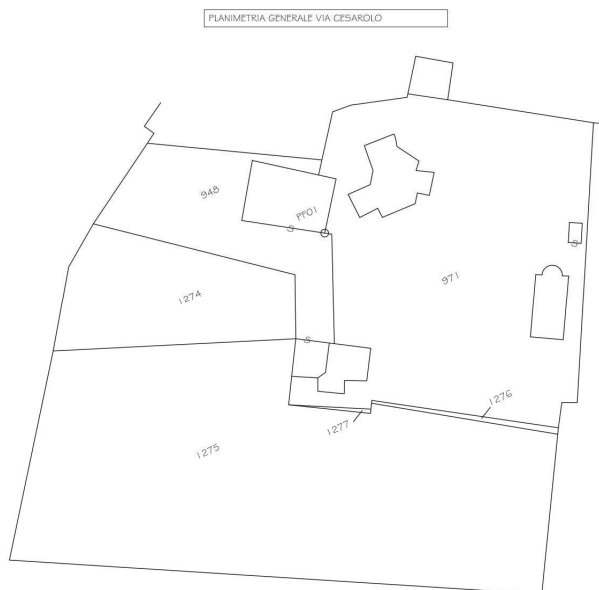 PLANIMETRIA GENERALE VIA CESAROLO
948
PF01
S
S
971
1274
S
1276
1277
1275